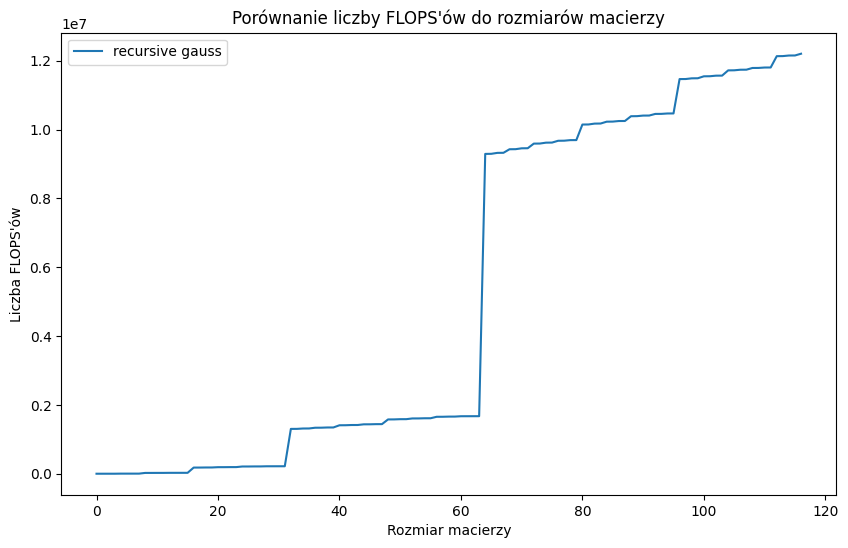 Porównanie liczby FLOPS'ów do rozmiarów macierzy
1e7
recursive gauss
1.2
1.0
0.8
0.6
0.4
0.2
0.0
Liczba FLOPS'ów
0 20 40 60 80 100 120
Rozmiar macierzy